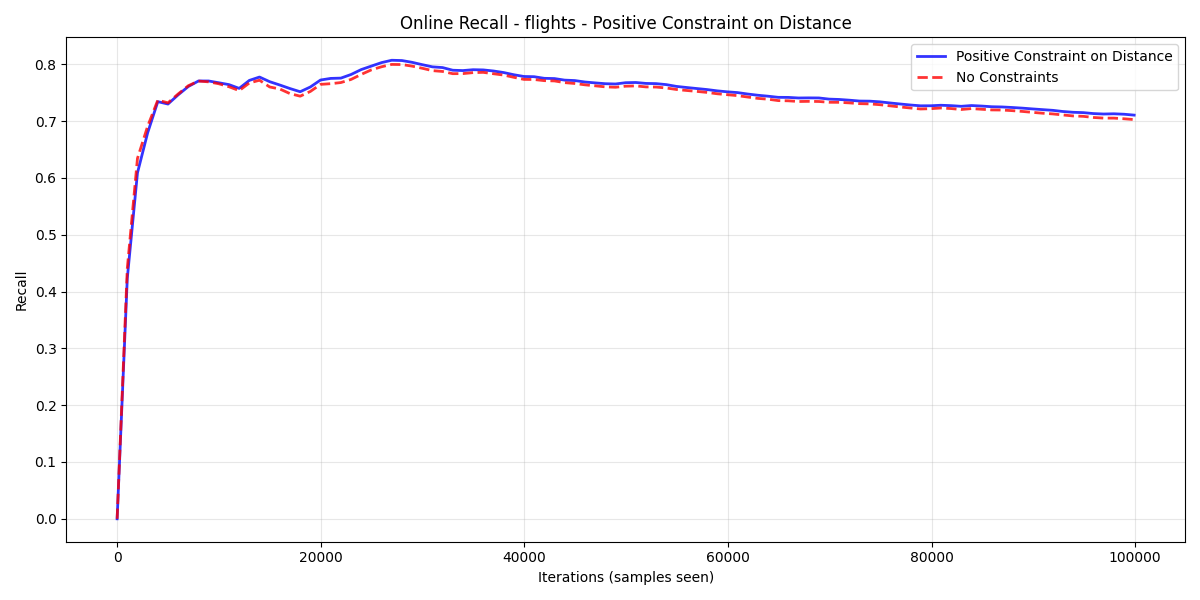 Online Recall - flights - Positive Constraint on Distance
Positive Constraint on Distance
No Constraints
Recall
0.8
0.7
0.6
0.5
0.4
0.3
0.2
0.1
0.0
0 20000 40000 60000 80000 100000
Iterations (samples seen)